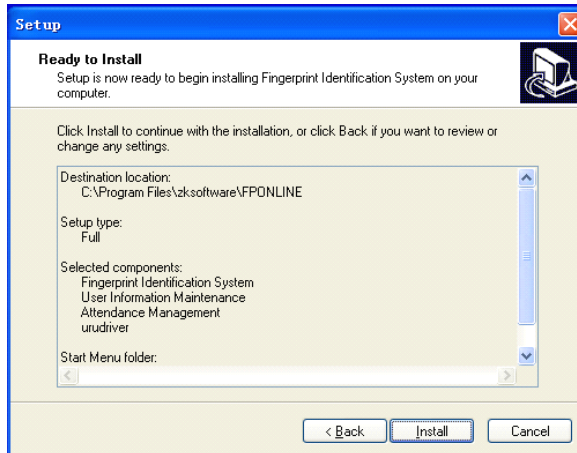 Setup
Ready to Install
Setup is now ready to begin installing Fingerprint Identification System on your
computer.
Click Install to continue with the installation, or click Back if you want to review or
change any settings.
Destination location:
C:\Program Files\zksoftware\FPONLINE
Setup type:
Full
Selected components:
Fingerprint Identification System
User Information Maintenance
Attendance Management
urudriver
Start Menu folder:
< Back
Install
Cancel